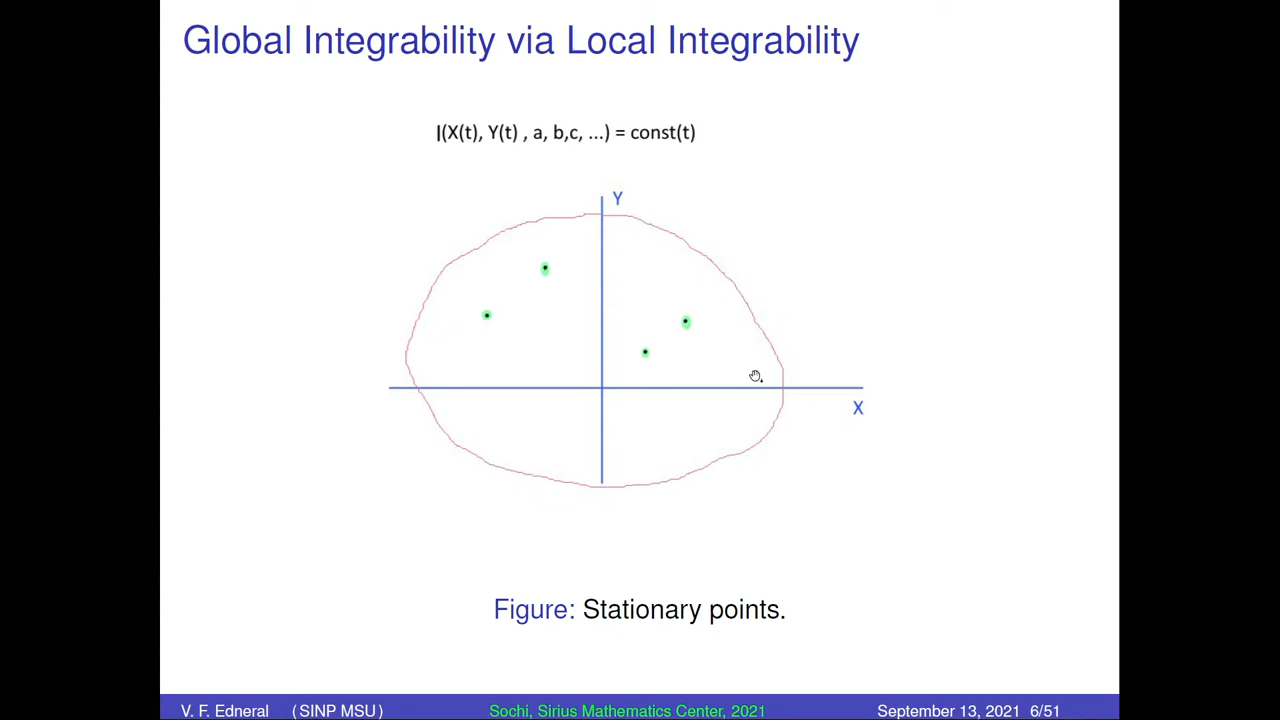 Global Integrability via Local Integrability
I(X(t), Y(t) , a, b,c, ...) = const(t)
Y
X
Figure: Stationary points.
V. F. Edneral (SINP MSU) Sochi, Sirius Mathematics Center, 2021 September 13, 2021 6/51